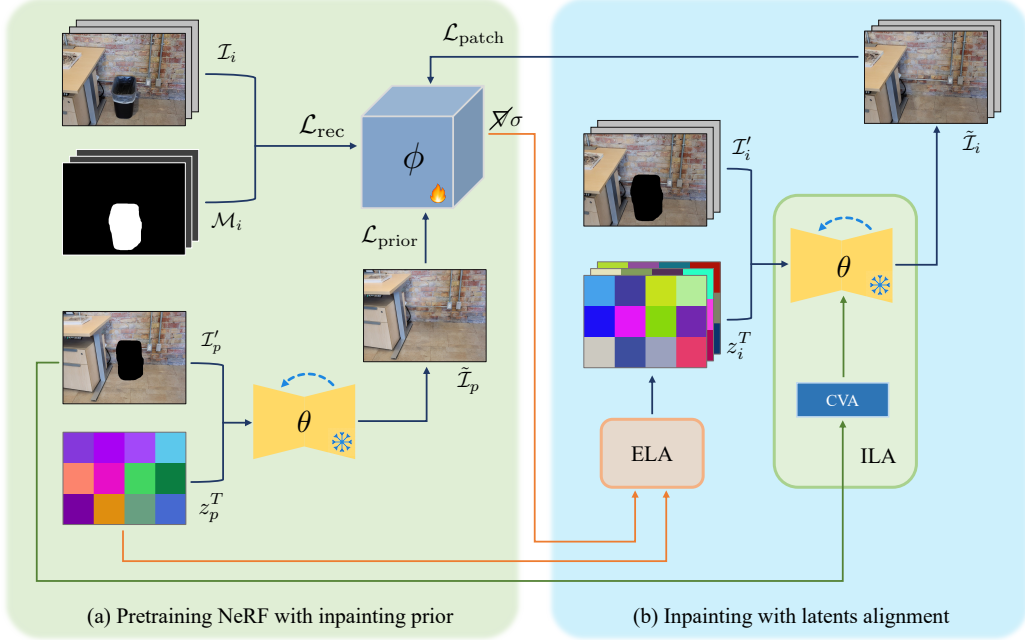 ℐ_i
ℳ_i
ℒ_rec
ϕ
∇̸σ
ℒ_prior
ℐ′_p
z_p^T
θ
ℐ̃_p
(a) Pretraining NeRF with inpainting prior
ℒ_patch
ℐ̃_i
ℐ′_i
z_i^T
θ
CVA
ELA
ILA
(b) Inpainting with latents alignment